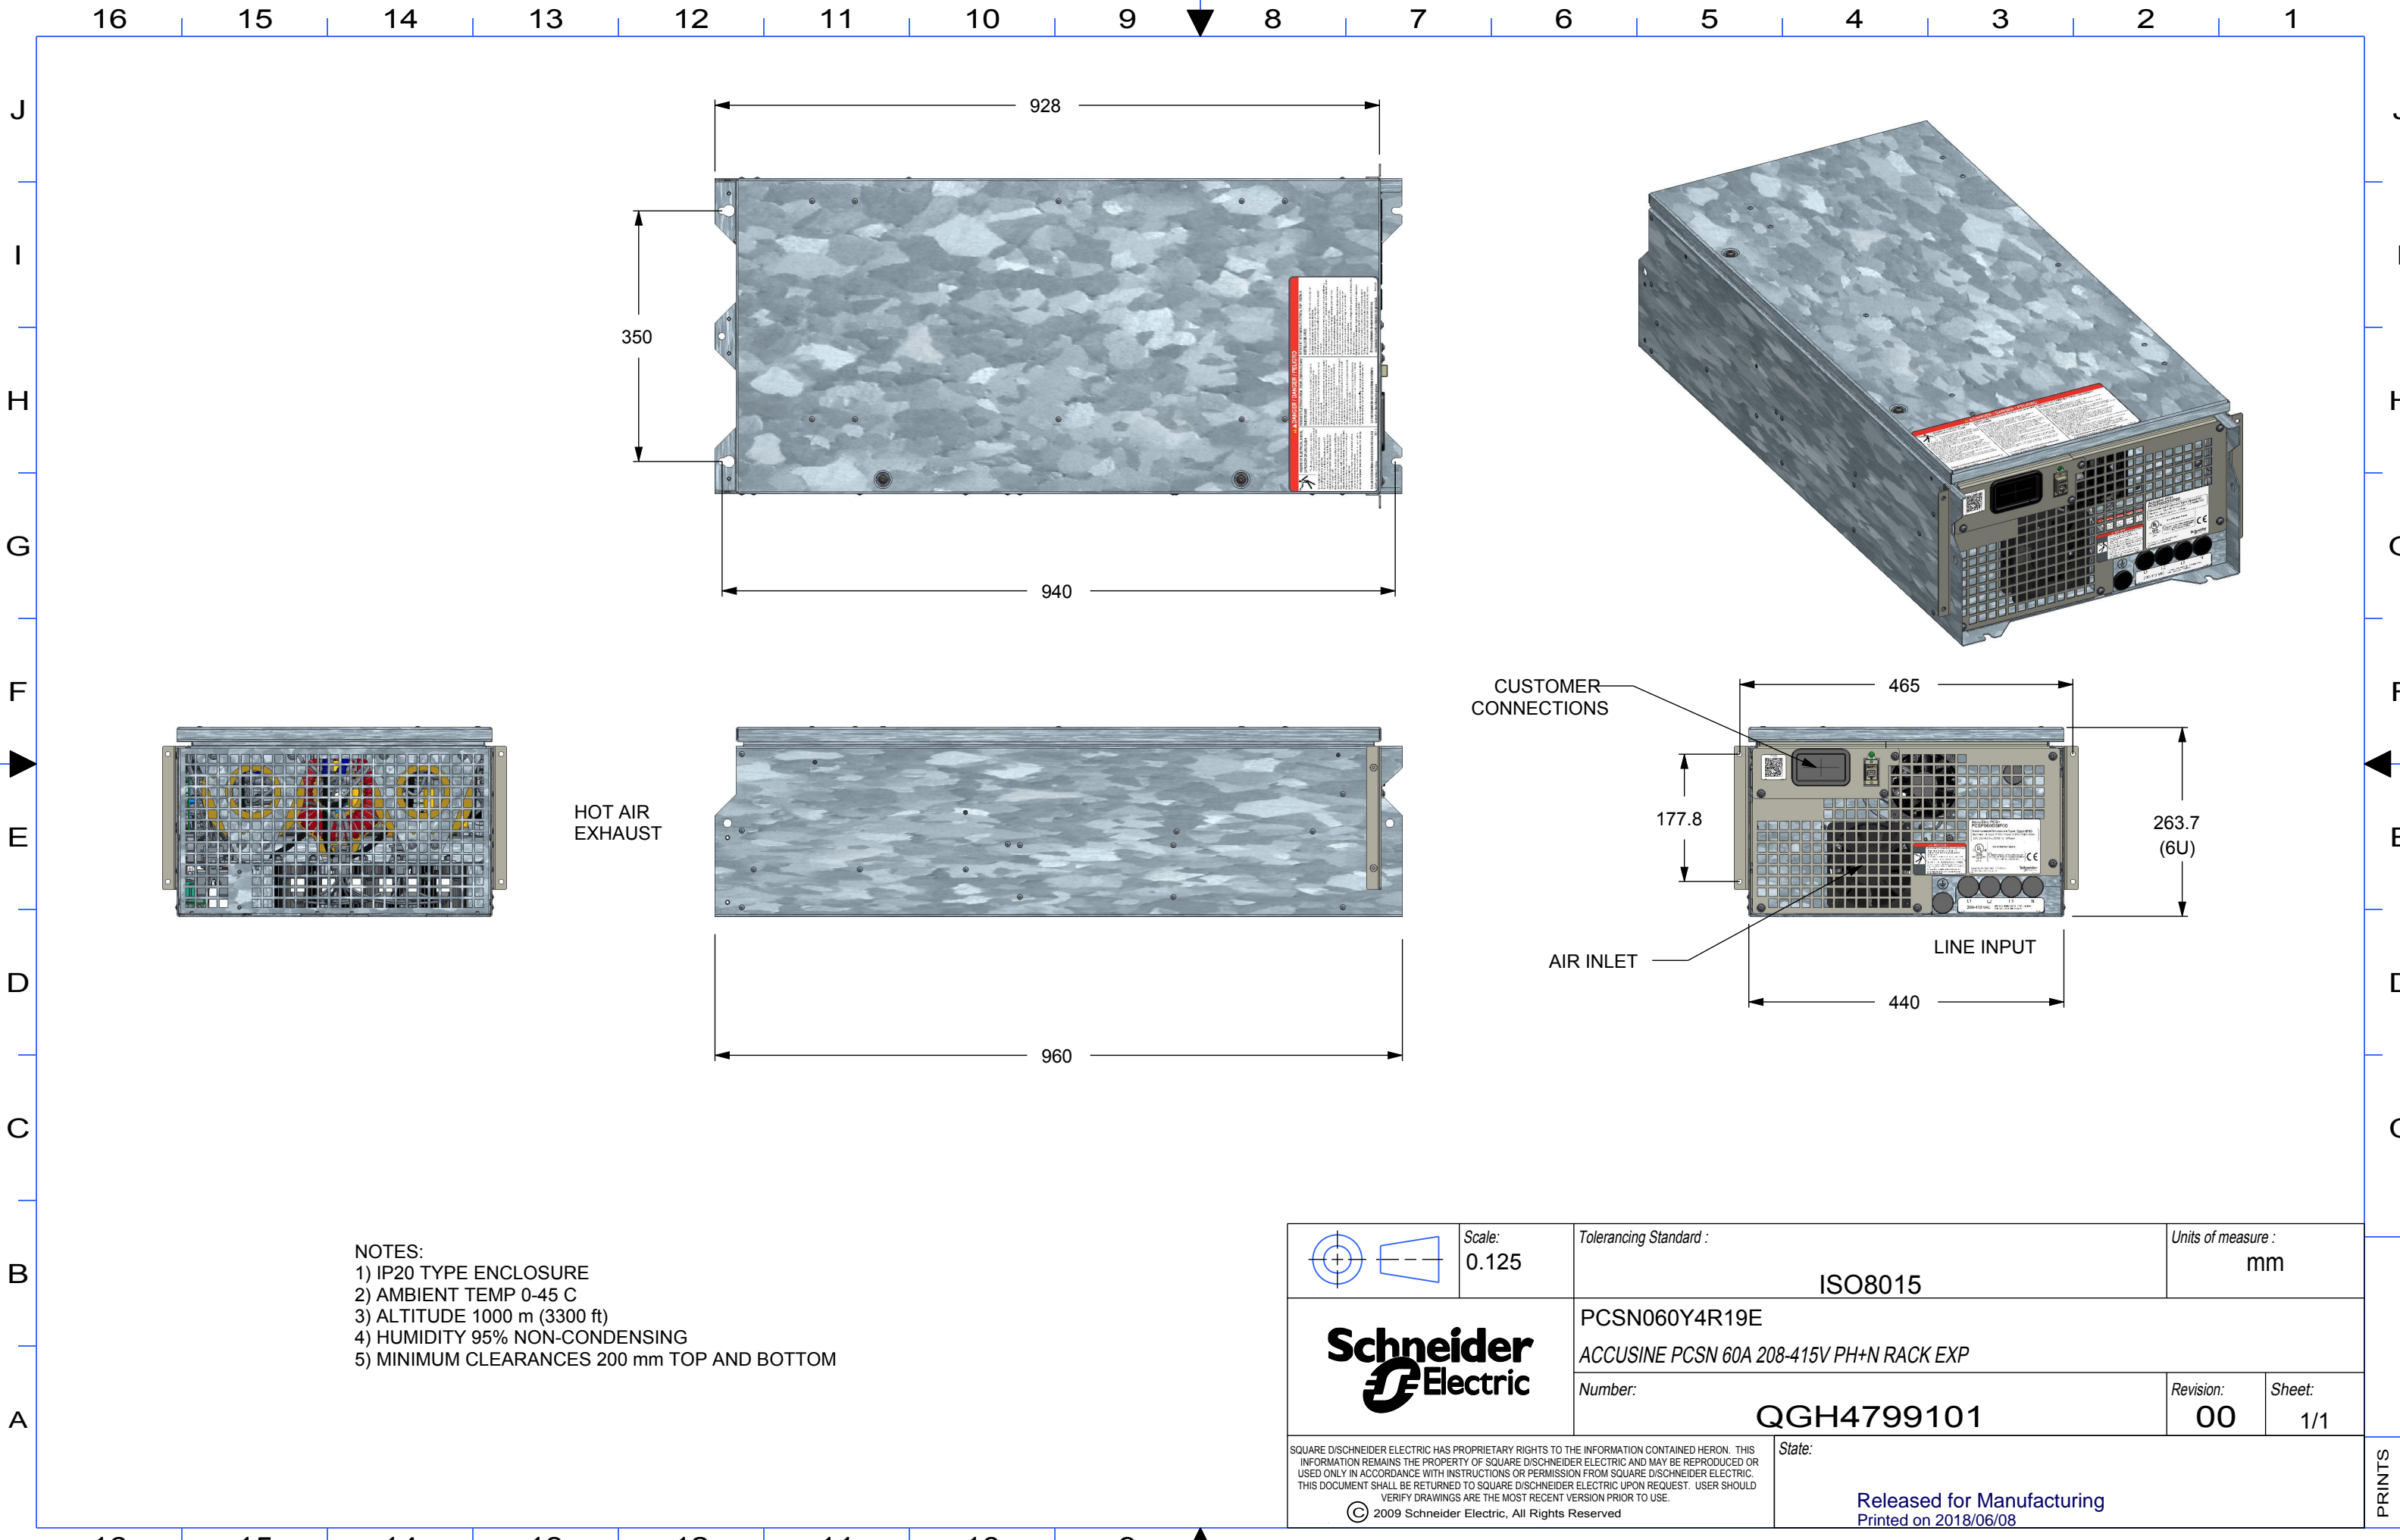 16 15 14 13 12 11 10 9 8 7 6 5 4 3 2 1
J
I
H
G
F
E
D
C
B
A
928
350
940
CUSTOMER
CONNECTIONS
465
177.8
263.7
(6U)
HOT AIR
EXHAUST
AIR INLET
LINE INPUT
440
960
NOTES:
1) IP20 TYPE ENCLOSURE
2) AMBIENT TEMP 0-45 C
3) ALTITUDE 1000 m (3300 ft)
4) HUMIDITY 95% NON-CONDENSING
5) MINIMUM CLEARANCES 200 mm TOP AND BOTTOM
Scale:
0.125
Tolerancing Standard :
ISO8015
Units of measure :
mm
Schneider
Electric
PCSN060Y4R19E
ACCUSINE PCSN 60A 208-415V PH+N RACK EXP
Number:
QGH4799101
Revision:
00
Sheet:
1/1
SQUARE D/SCHNEIDER ELECTRIC HAS PROPRIETARY RIGHTS TO THE INFORMATION CONTAINED HERON. THIS
INFORMATION REMAINS THE PROPERTY OF SQUARE D/SCHNEIDER ELECTRIC AND MAY BE REPRODUCED OR
USED ONLY IN ACCORDANCE WITH INSTRUCTIONS OR PERMISSION FROM SQUARE D/SCHNEIDER ELECTRIC.
THIS DOCUMENT SHALL BE RETURNED TO SQUARE D/SCHNEIDER ELECTRIC UPON REQUEST. USER SHOULD
VERIFY DRAWINGS ARE THE MOST RECENT VERSION PRIOR TO USE.
© 2009 Schneider Electric, All Rights Reserved
State:
Released for Manufacturing
Printed on 2018/06/08
PRINTS